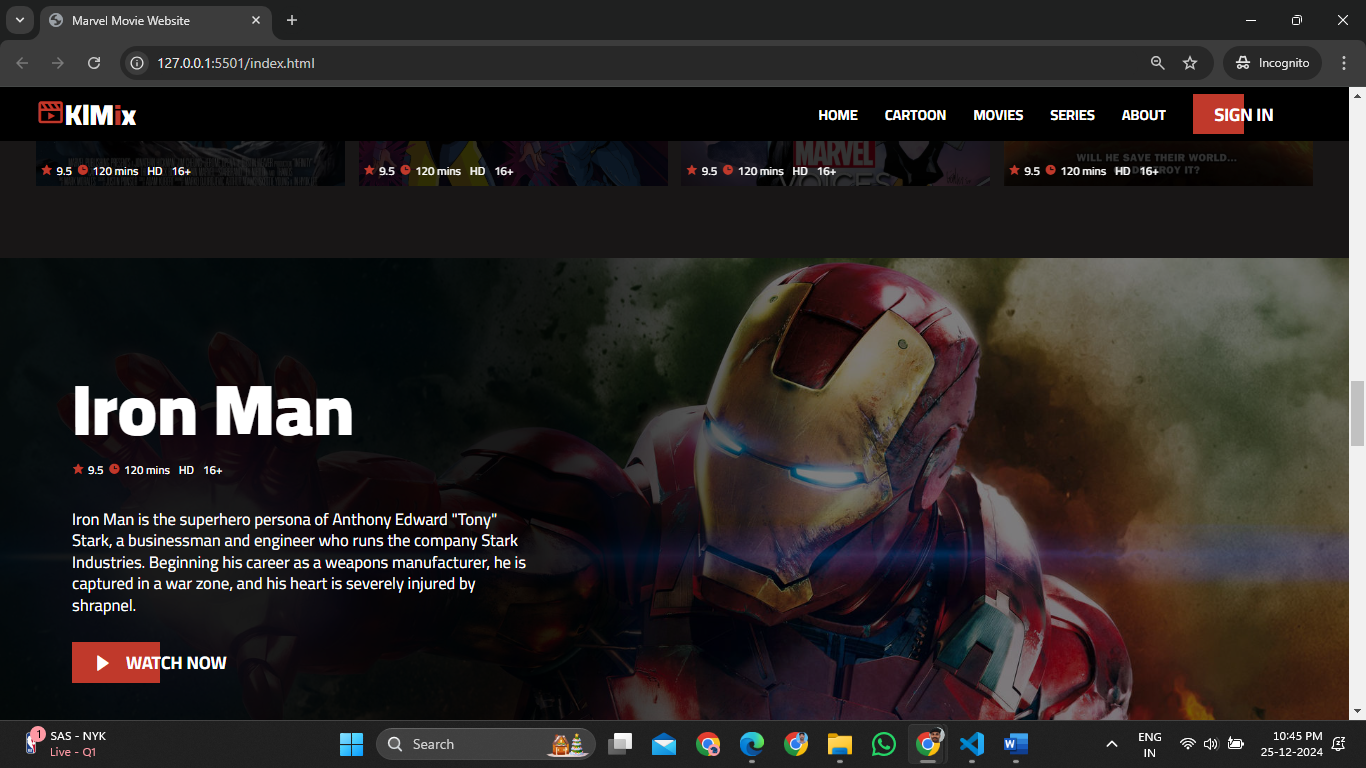 Marvel Movie Website
127.0.0.1:5501/index.html
Incognito
KIMix
HOME CARTOON MOVIES SERIES ABOUT SIGN IN
MARVEL
VOICES
WILL HE SAVE THEIR WORLD...
9.5 120 mins HD 16+
9.5 120 mins HD 16+
9.5 120 mins HD 16+
9.5 120 mins HD 16+
Iron Man
9.5 120 mins HD 16+
Iron Man is the superhero persona of Anthony Edward "Tony"
Stark, a businessman and engineer who runs the company Stark
Industries. Beginning his career as a weapons manufacturer, he is
captured in a war zone, and his heart is severely injured by
shrapnel.
WATCH NOW
1
SAS - NYK
Live - Q1
Search
ENG
IN
10:45 PM
25-12-2024